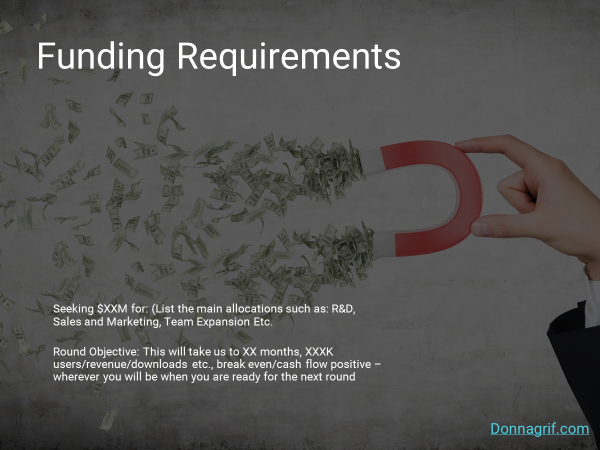 Funding Requirements
Seeking $XXM for: (List the main allocations such as: R&D,
Sales and Marketing, Team Expansion Etc.
Round Objective: This will take us to XX months, XXXK
users/revenue/downloads etc., break even/cash flow positive –
wherever you will be when you are ready for the next round
Donnagrif.com